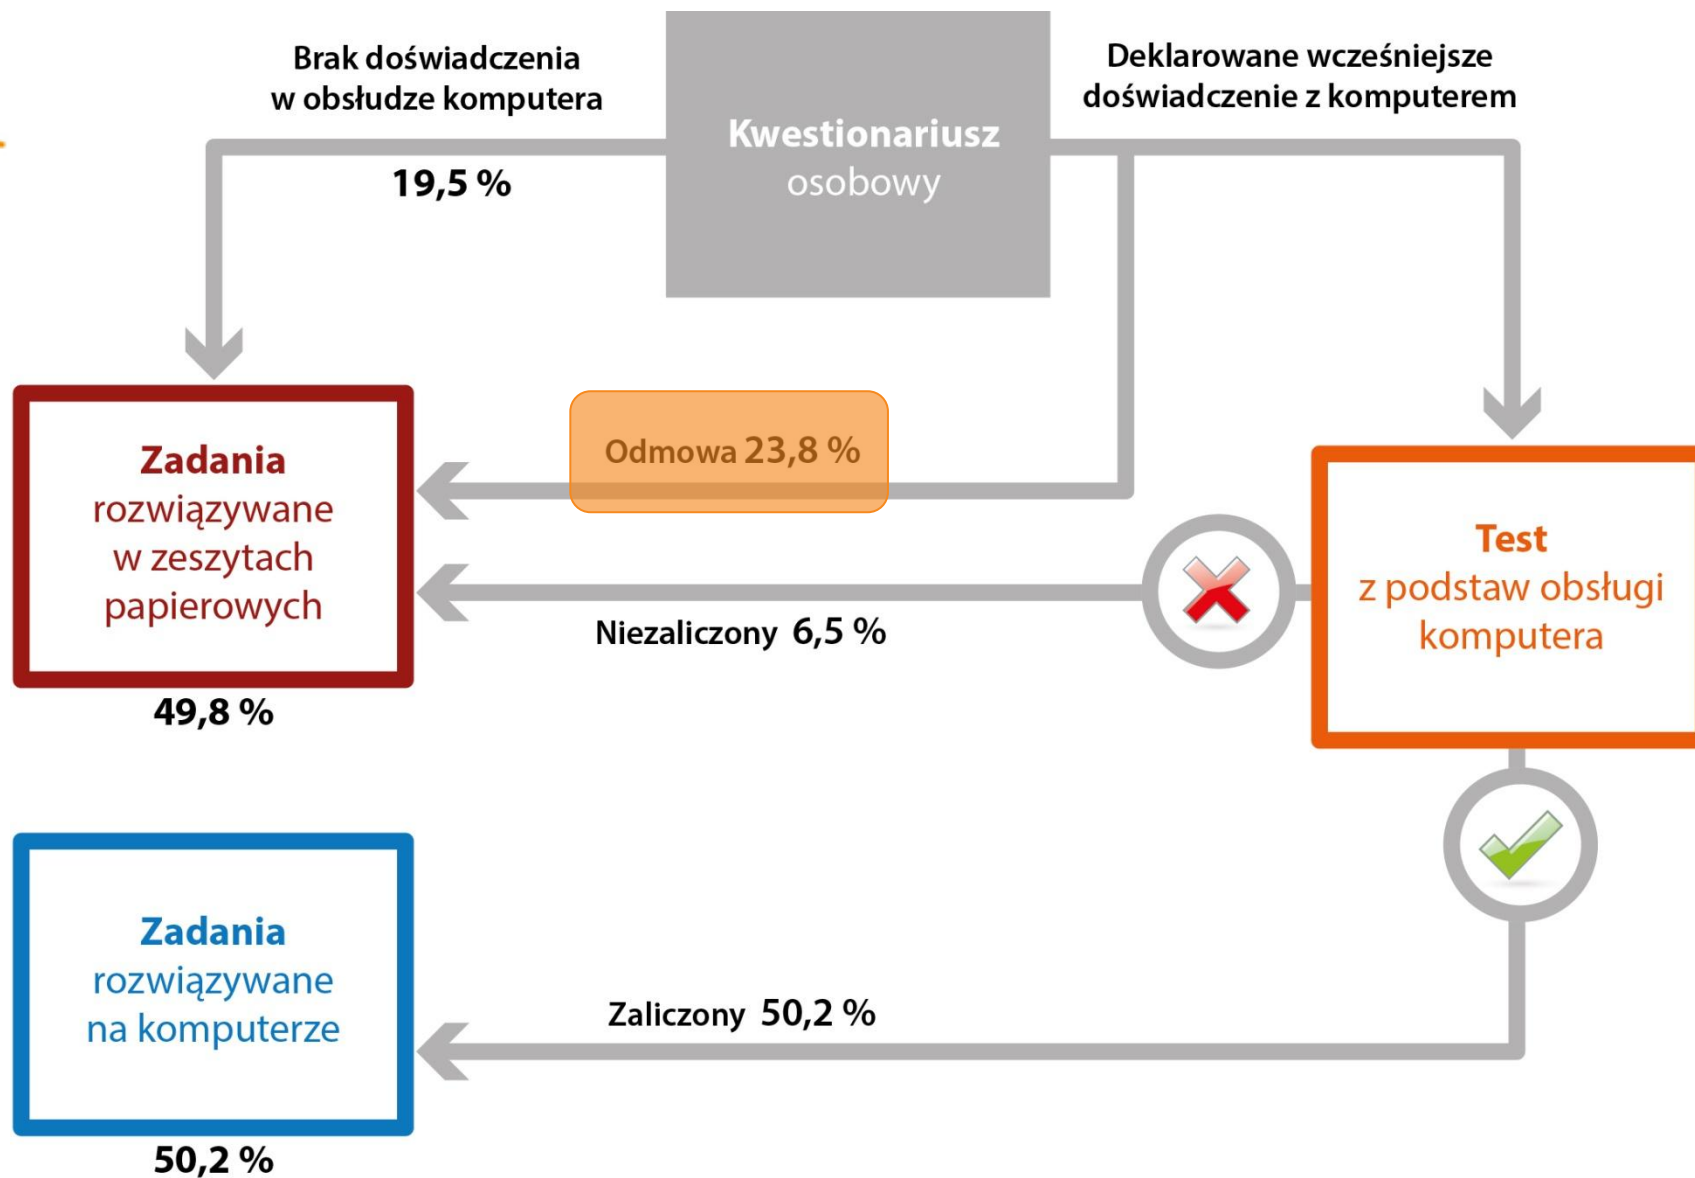 Brak doświadczenia
w obsłudze komputera
19,5 %
Kwestionariusz
osobowy
Deklarowane wcześniejsze
doświadczenie z komputerem
Zadania
rozwiązywane
w zeszytach
papierowych
49,8 %
Odmowa 23,8 %
Niezaliczony 6,5 %
Test
z podstaw obsługi
komputera
Zadania
rozwiązywane
na komputerze
50,2 %
Zaliczony 50,2 %